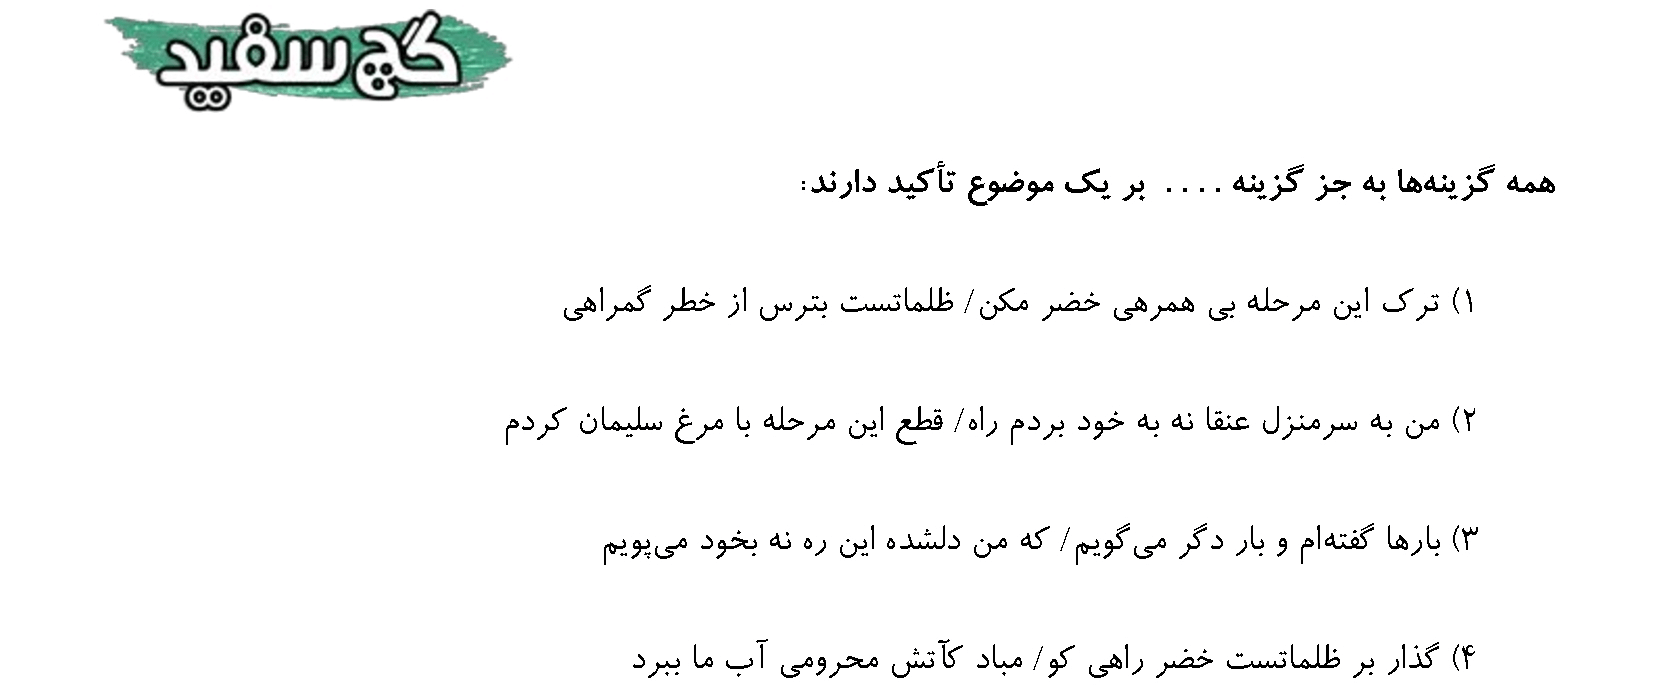 گچ سفید
همه گزینه‌ها به جز گزینه .... بر یک موضوع تأکید دارند:
۱) ترک این مرحله بی همرهی خضر مکن/ ظلماتست بترس از خطر گمراهی
۲) من به سرمنزل عنقا نه به خود بردم راه/ قطع این مرحله با مرغ سلیمان کردم
۳) بارها گفته‌ام و بار دگر می‌گویم/ که من دلشده این ره نه بخود می‌پویم
۴) گذار بر ظلماتست خضر راهی کو/ مباد کآتش محرومی آب ما ببرد